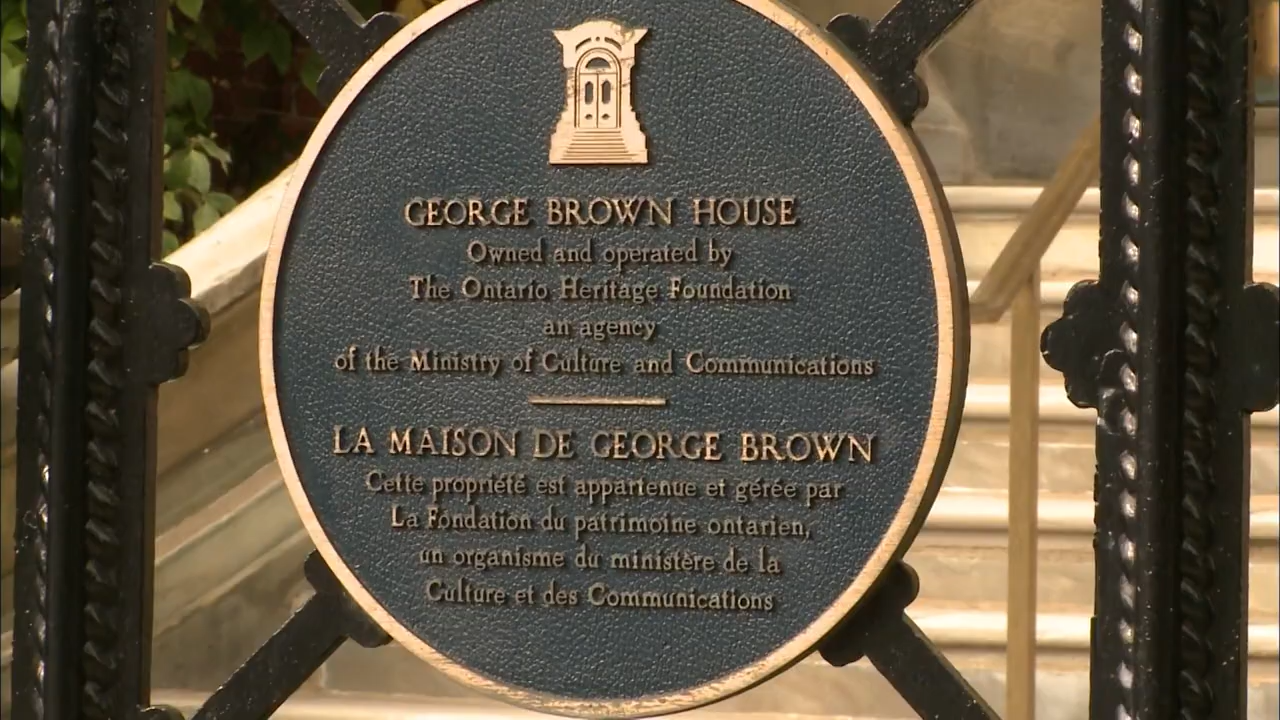 GEORGE BROWN HOUSE
Owned and operated by
The Ontario Heritage Foundation
an agency
of the Ministry of Culture and Communications
LA MAISON DE GEORGE BROWN
Cette propriété est appartenue et gérée par
La Fondation du patrimoine ontarien,
un organisme du ministère de la
Culture et des Communications